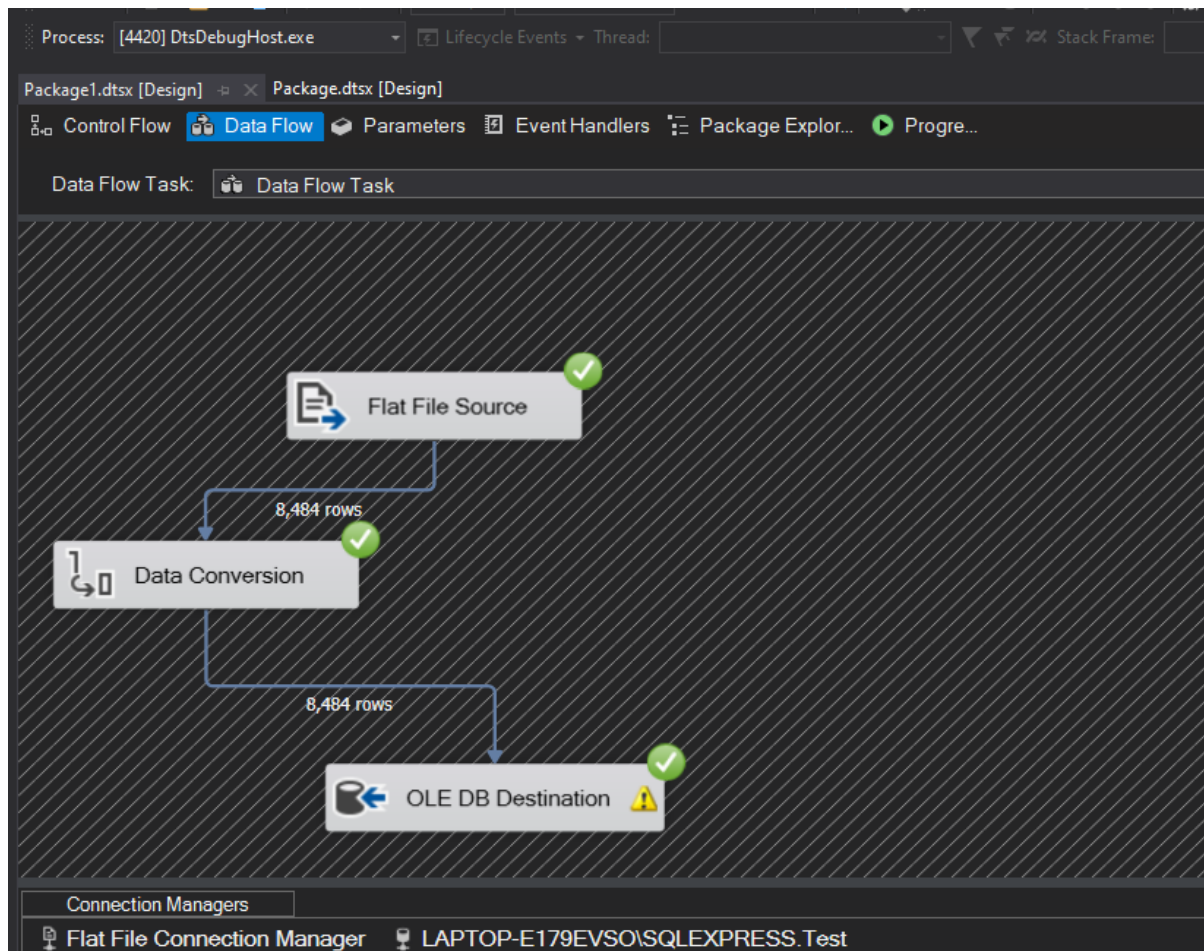 Process: [4420] DtsDebugHost.exe Lifecycle Events Thread: Stack Frame:
Package1.dtsx [Design] Package.dtsx [Design]
Control Flow Data Flow Parameters Event Handlers Package Explor... Progre...
Data Flow Task: Data Flow Task
Flat File Source
8,484 rows
Data Conversion
8,484 rows
OLE DB Destination
Connection Managers
Flat File Connection Manager LAPTOP-E179EVSO\SQLEXPRESS.Test